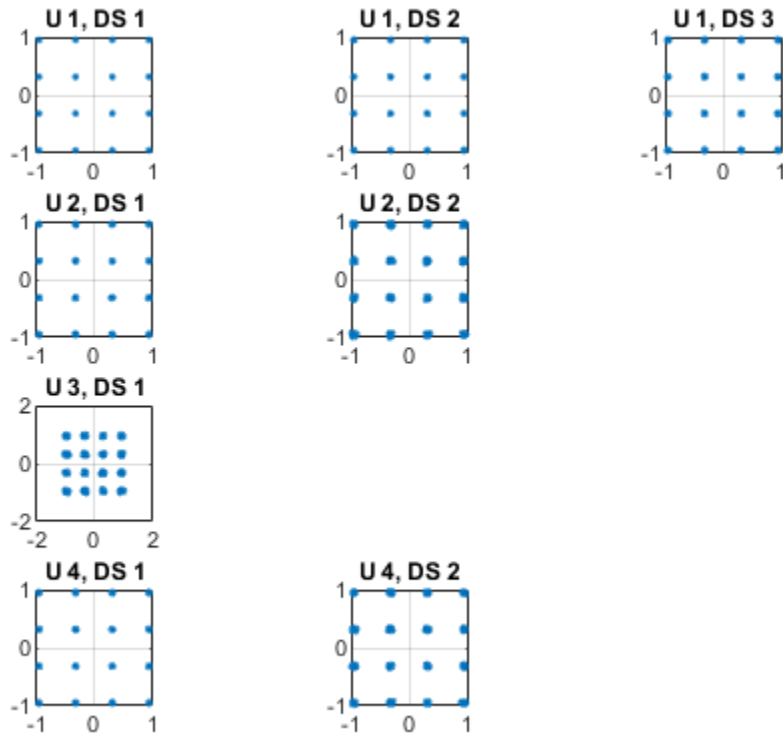 U 1, DS 1
U 1, DS 2
U 1, DS 3
1
0
-1
-1 0 1
1
0
-1
-1 0 1
1
0
-1
-1 0 1
U 2, DS 1
U 2, DS 2
1
0
-1
-1 0 1
1
0
-1
-1 0 1
U 3, DS 1
2
0
-2
-2 0 2
U 4, DS 1
U 4, DS 2
1
0
-1
-1 0 1
1
0
-1
-1 0 1